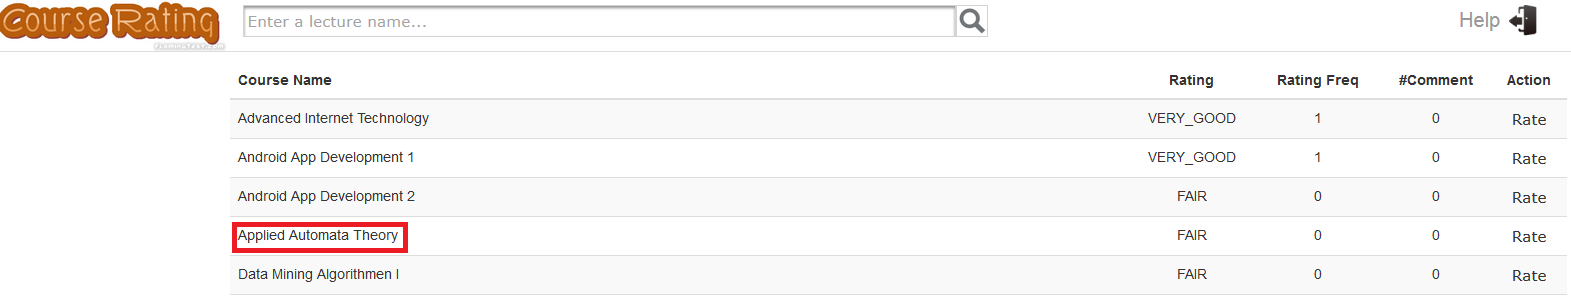 Course Rating
Enter a lecture name...
Help
Course Name Rating Rating Freq #Comment Action
Advanced Internet Technology VERY_GOOD 1 0 Rate
Android App Development 1 VERY_GOOD 1 0 Rate
Android App Development 2 FAIR 0 0 Rate
Applied Automata Theory FAIR 0 0 Rate
Data Mining Algorithmen I FAIR 0 0 Rate